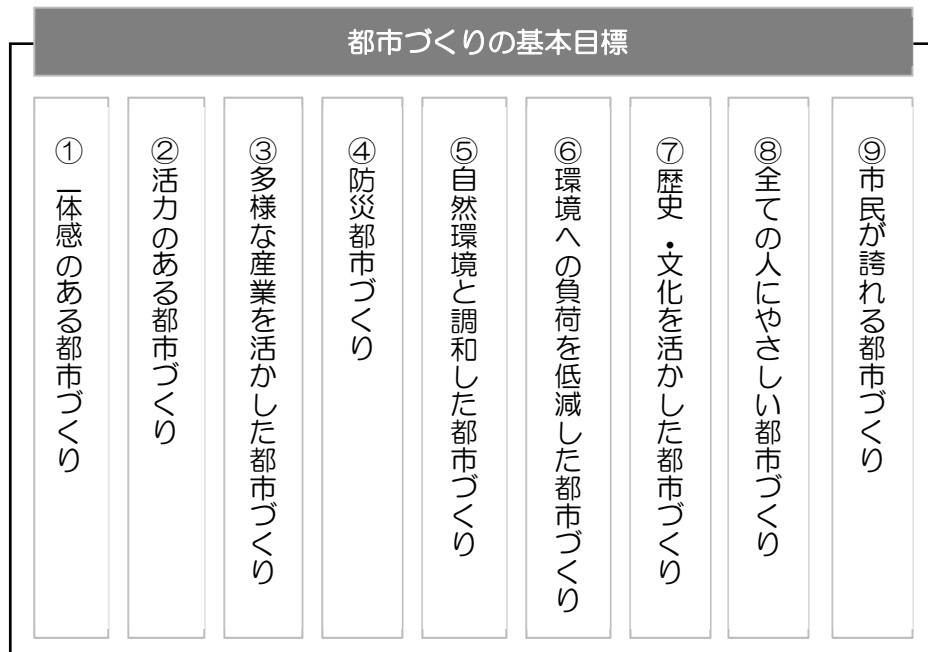 都市づくりの基本目標
① 一体感のある都市づくり
②活力のある都市づくり
③多様な産業を活かした都市づくり
④防災都市づくり
⑤自然環境と調和した都市づくり
⑥環境への負荷を低減した都市づくり
⑦歴史・文化を活かした都市づくり
⑧全ての人にやさしい都市づくり
⑨市民が誇れる都市づくり